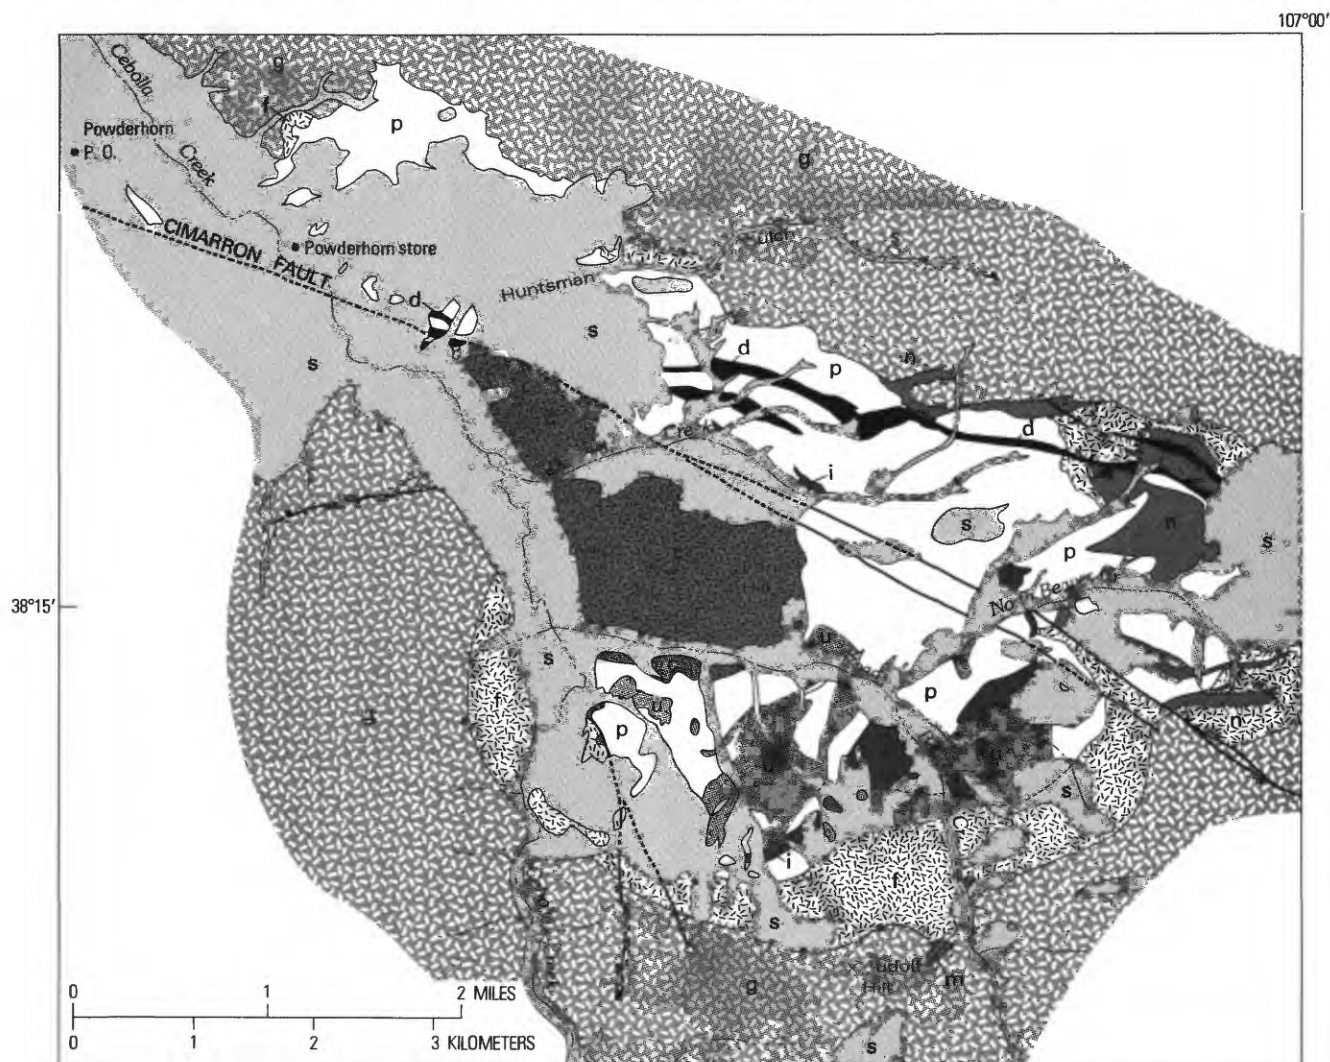 107°00'
Cebolla
g
f
p
Powderhorn
P. O.
Creek
g
CIMARRON FAULT
Powderhorn store
Huntsman
ulch
d
s
s
d
p
d
i
s
n
p
s
38°15'
u
s
p
f
u
p
n
s
i
f
s
g
m
s
0 1 2 MILES
0 1 2 3 KILOMETERS